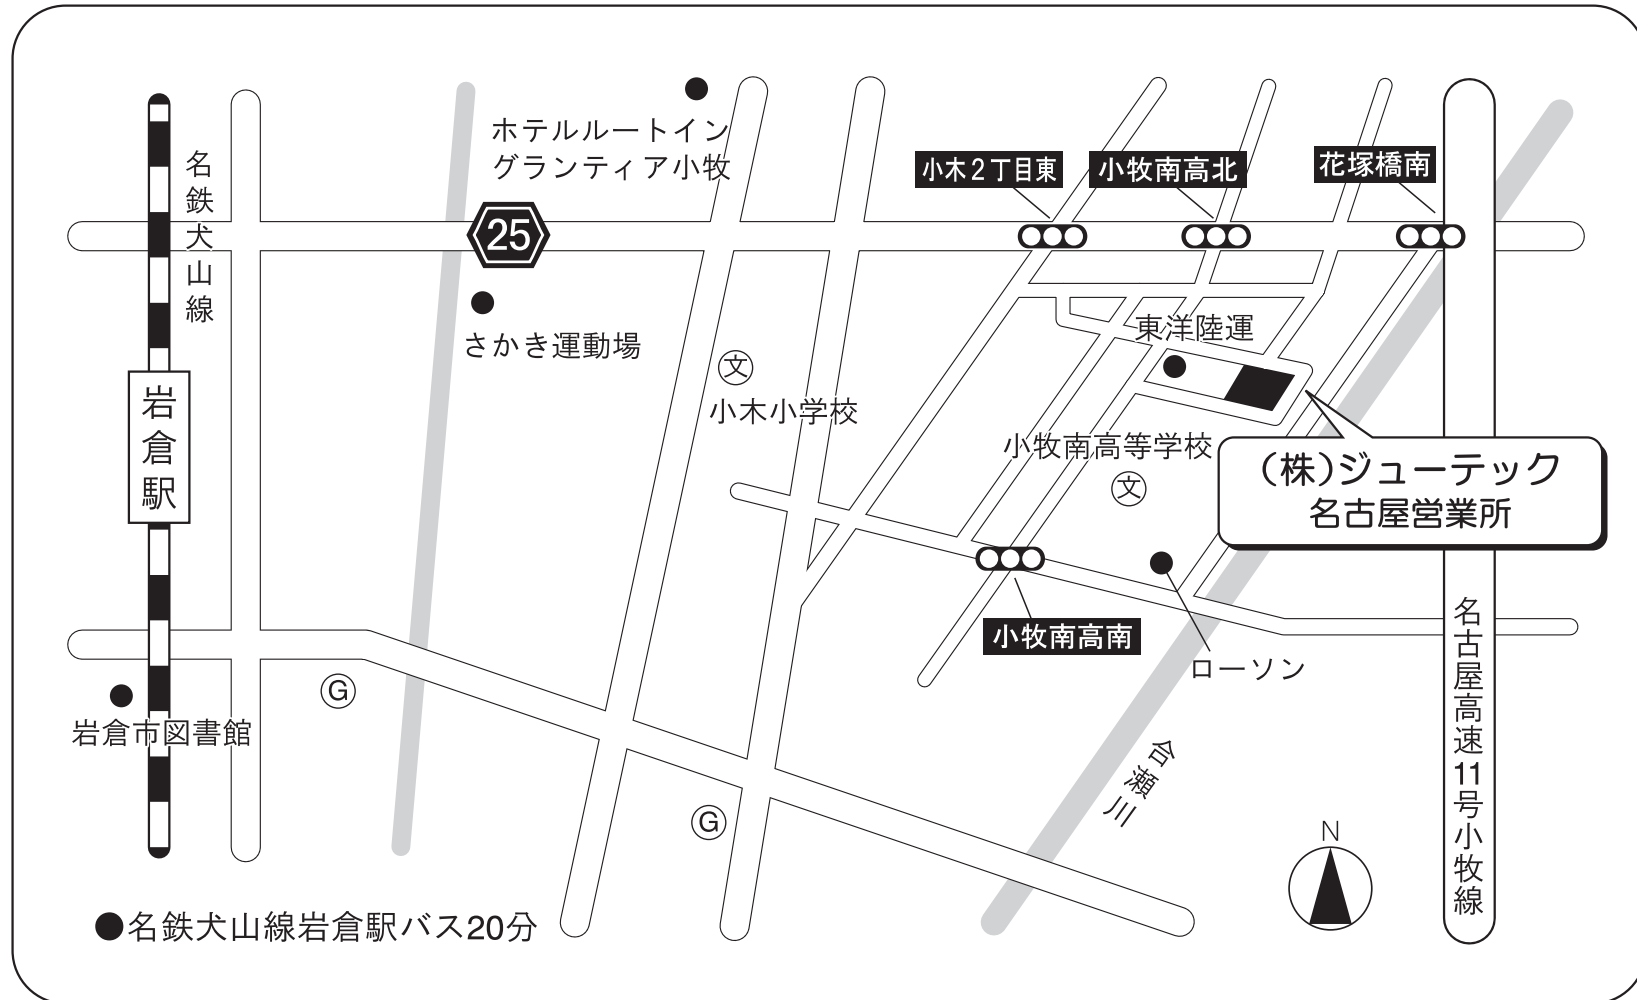 ホテルルートイン
グランティア小牧
小木2丁目東
小牧南高北
花塚橋南
名鉄犬山線
25
さかき運動場
東洋陸運
文
小木小学校
岩倉駅
小牧南高等学校
文
(株)ジューテック
名古屋営業所
小牧南高南
ローソン
名古屋高速11号小牧線
G
岩倉市図書館
合瀬川
G
N
●名鉄犬山線岩倉駅バス20分